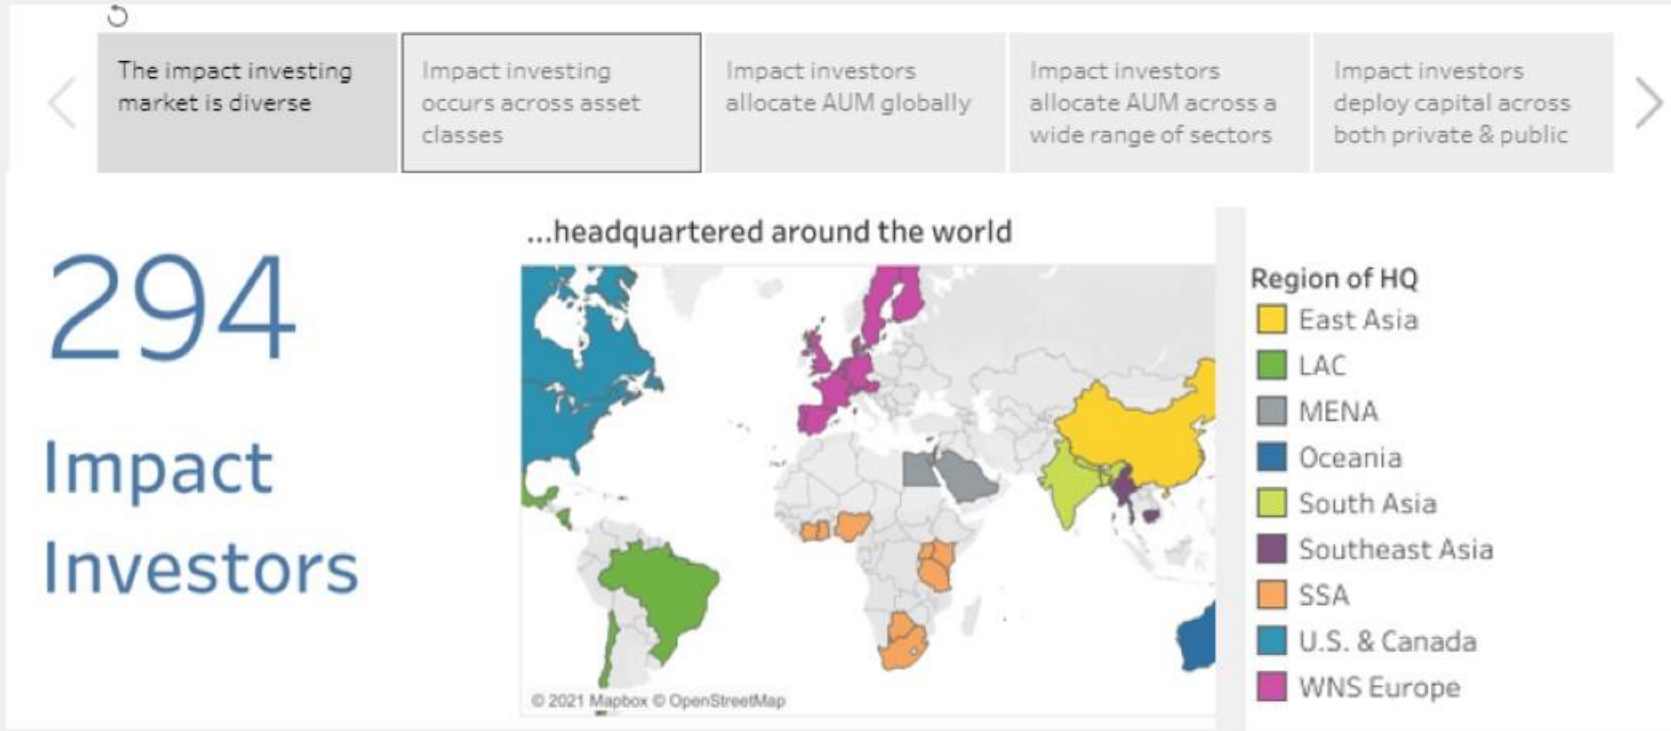 The impact investing
market is diverse
Impact investing
occurs across asset
classes
Impact investors
allocate AUM globally
Impact investors
allocate AUM across a
wide range of sectors
Impact investors
deploy capital across
both private & public
294
Impact
Investors
...headquartered around the world
© 2021 Mapbox © OpenStreetMap
Region of HQ
East Asia
LAC
MENA
Oceania
South Asia
Southeast Asia
SSA
U.S. & Canada
WNS Europe